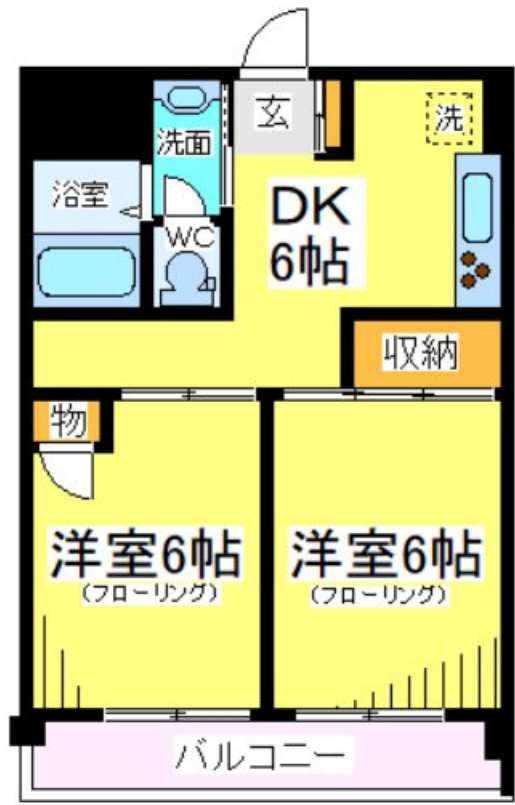 玄
洗
洗面
浴室
DK
6帖
WC
収納
物
洋室6帖
(フローリング)
洋室6帖
(フローリング)
バルコニー